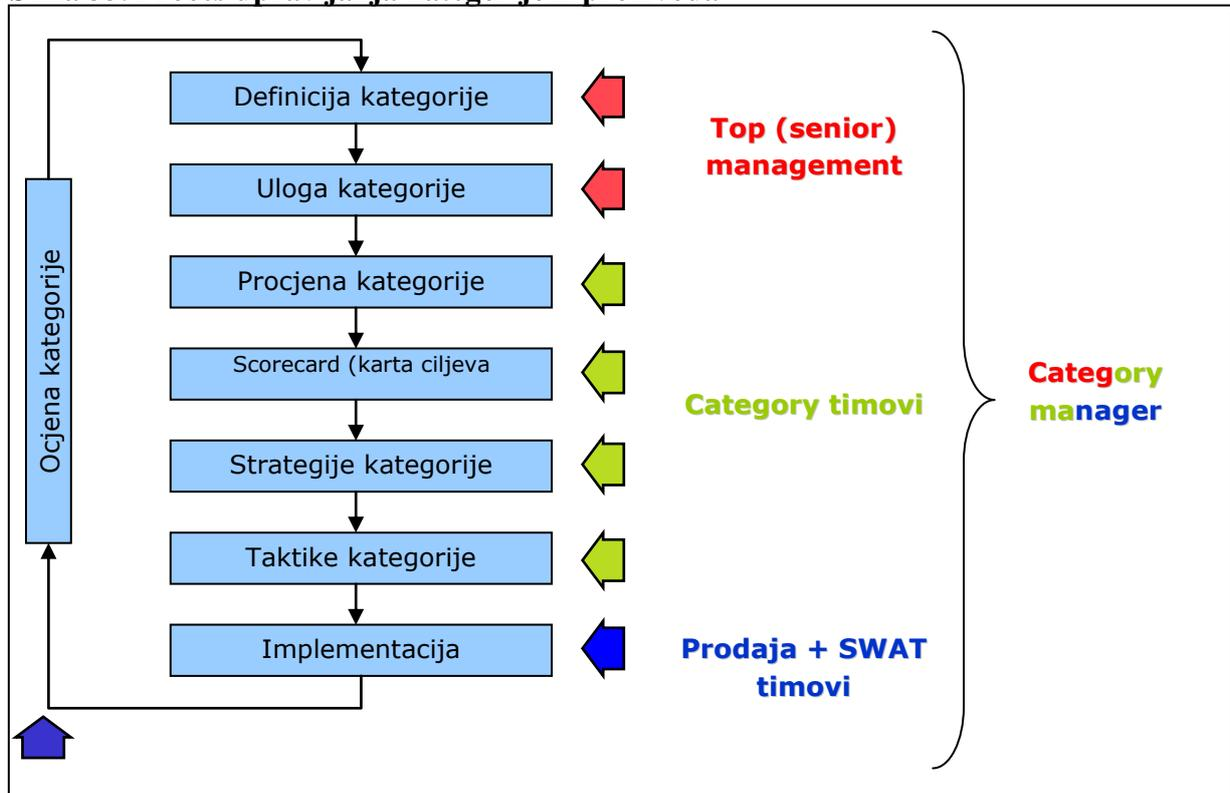 Definicija kategorije
Uloga kategorije
Procjena kategorije
Scorecard (karta ciljeva
Strategije kategorije
Taktike kategorije
Implementacija
Ocjena kategorije
Top (senior)
management
Category timovi
Prodaja + SWAT
timovi
Category
manager